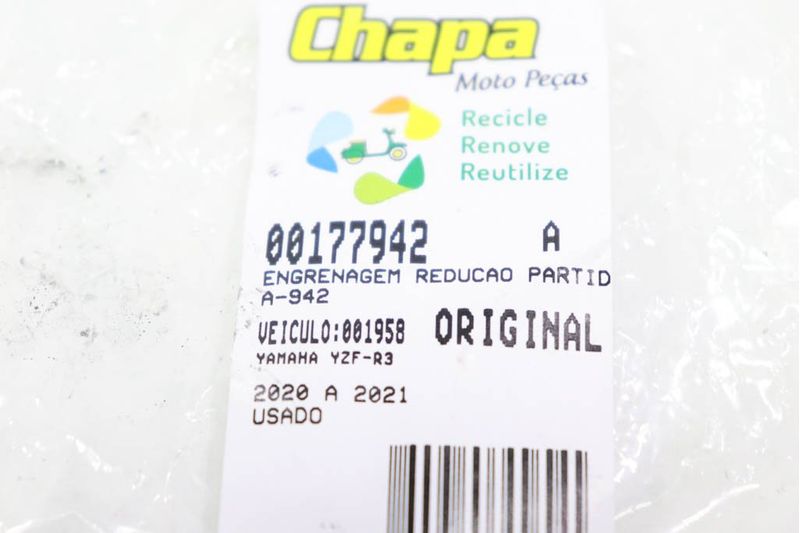 Chapa
Moto Peças
Recicle
Renove
Reutilize
00177942 A
ENGRENAGEM REDUCAO PARTID
A-942
VEICULO:001958 ORIGINAL
YAMAHA YZF-R3
2020 A 2021
USADO